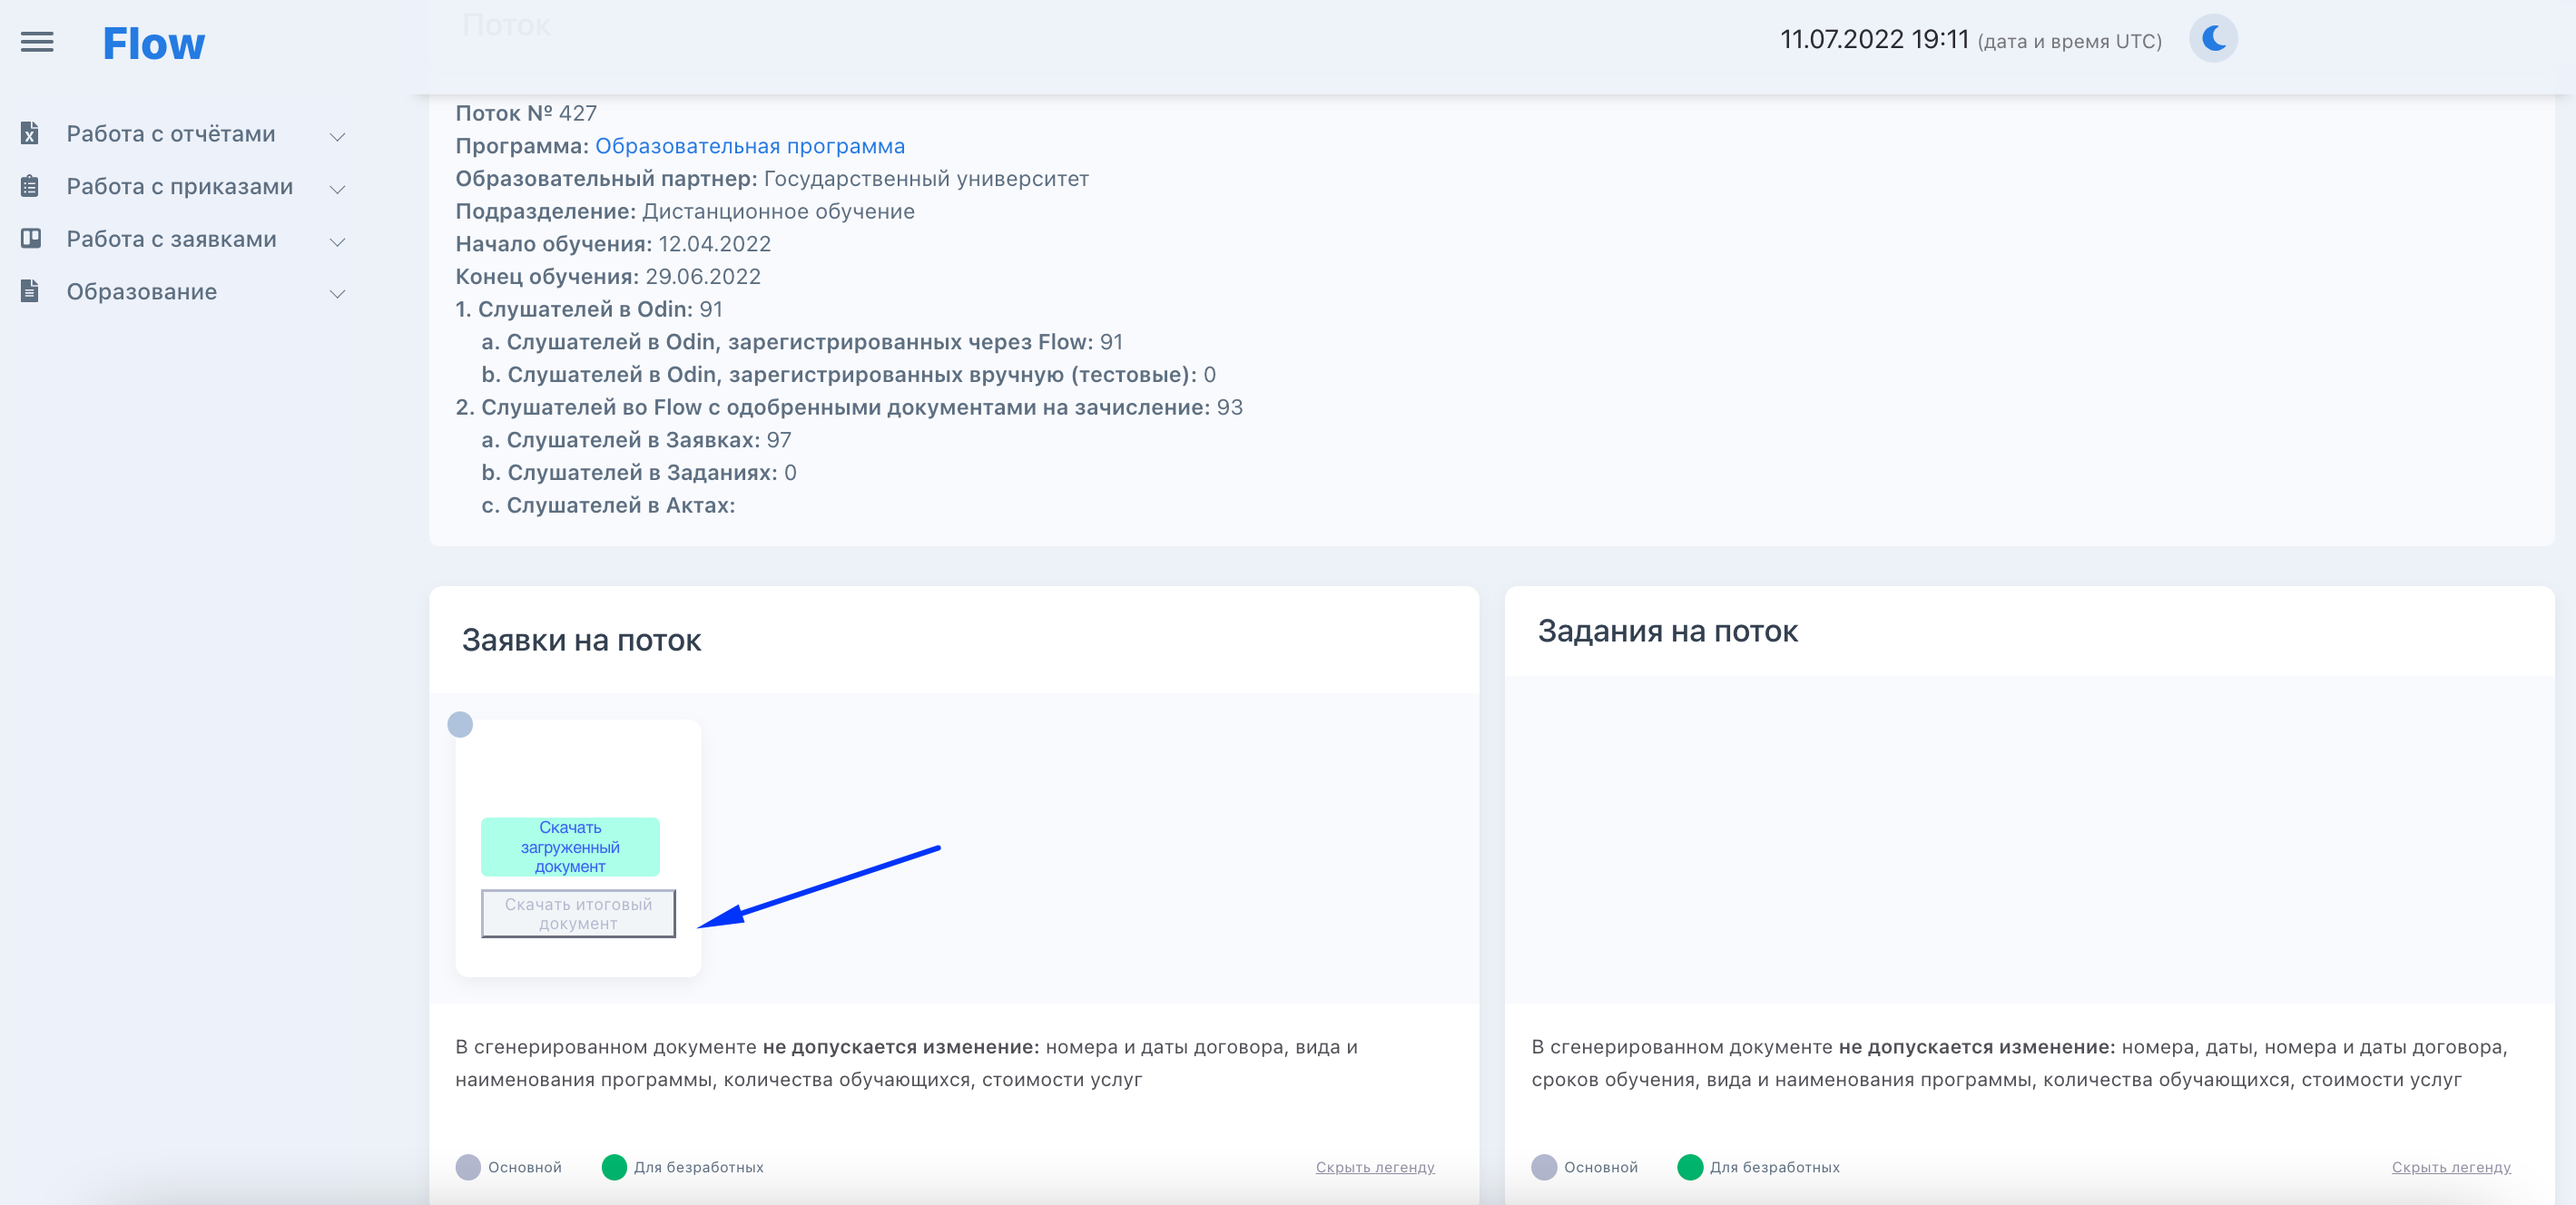 Поток
Flow
11.07.2022 19:11 (дата и время UTC)
Работа с отчётами
Работа с приказами
Работа с заявками
Образование
Поток № 427
Программа: Образовательная программа
Образовательный партнер: Государственный университет
Подразделение: Дистанционное обучение
Начало обучения: 12.04.2022
Конец обучения: 29.06.2022
1. Слушателей в Odin: 91
a. Слушателей в Odin, зарегистрированных через Flow: 91
b. Слушателей в Odin, зарегистрированных вручную (тестовые): 0
2. Слушателей во Flow с одобренными документами на зачисление: 93
a. Слушателей в Заявках: 97
b. Слушателей в Заданиях: 0
c. Слушателей в Актах:
Заявки на поток
Скачать
загруженный
документ
Скачать итоговый
документ
В сгенерированном документе не допускается изменение: номера и даты договора, вида и
наименования программы, количества обучающихся, стоимости услуг
Основной
Для безработных
Скрыть легенду
Задания на поток
В сгенерированном документе не допускается изменение: номера, даты, номера и даты договора,
сроков обучения, вида и наименования программы, количества обучающихся, стоимости услуг
Основной
Для безработных
Скрыть легенду